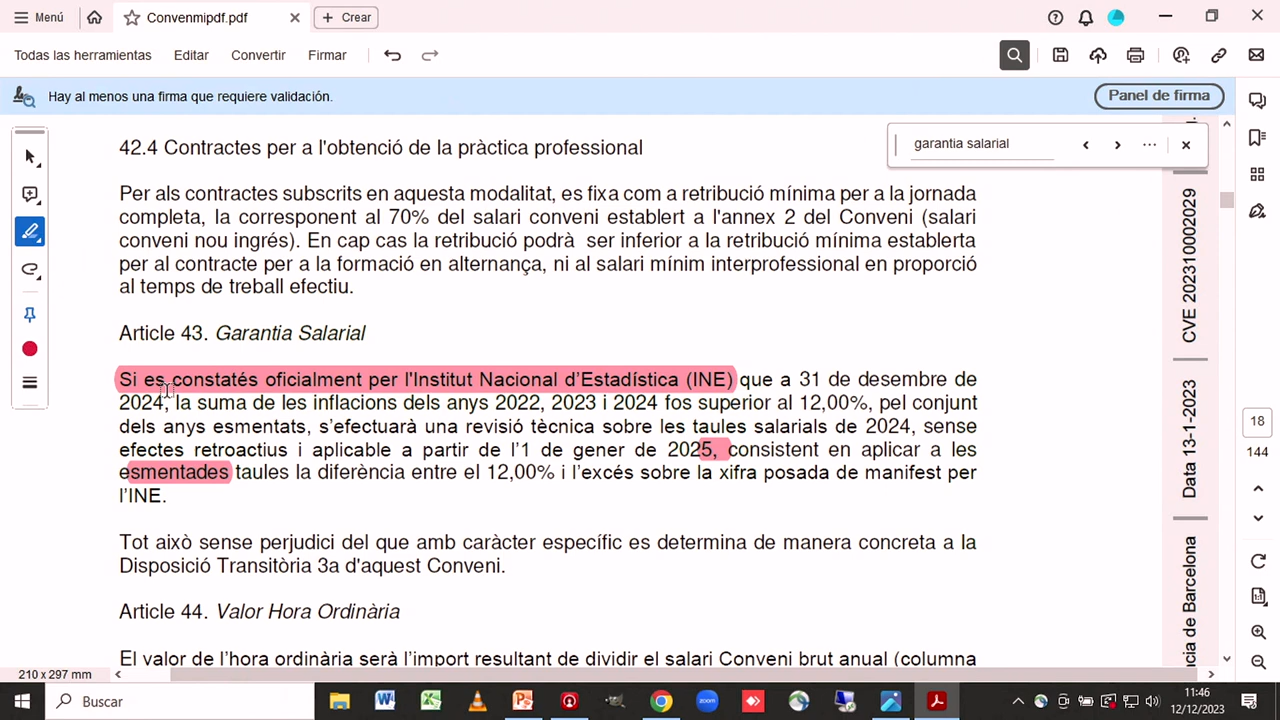 Menú
Convenmipdf.pdf
Crear
Todas las herramientas
Editar
Convertir
Firmar
Hay al menos una firma que requiere validación.
Panel de firma
garantia salarial
42.4 Contractes per a l'obtenció de la pràctica professional
Per als contractes subscrits en aquesta modalitat, es fixa com a retribució mínima per a la jornada
completa, la corresponent al 70% del salari conveni establert a l'annex 2 del Conveni (salari
conveni nou ingrés). En cap cas la retribució podrà ser inferior a la retribució mínima establerta
per al contracte per a la formació en alternança, ni al salari mínim interprofessional en proporció
al temps de treball efectiu.
Article 43. Garantia Salarial
Si es constatés oficialment per l'Institut Nacional d'Estadística (INE) que a 31 de desembre de
2024, la suma de les inflacions dels anys 2022, 2023 i 2024 fos superior al 12,00%, pel conjunt
dels anys esmentats, s'efectuarà una revisió tècnica sobre les taules salarials de 2024, sense
efectes retroactius i aplicable a partir de l'1 de gener de 2025, consistent en aplicar a les
esmentades taules la diferència entre el 12,00% i l'excés sobre la xifra posada de manifest per
l'INE.
Tot això sense perjudici del que amb caràcter específic es determina de manera concreta a la
Disposició Transitòria 3a d'aquest Conveni.
Article 44. Valor Hora Ordinària
El valor de l'hora ordinària serà l'import resultant de dividir el salari Conveni brut anual (columna
CVE 202310002029
Data 13-1-2023
ncia de Barcelona
18
144
210 x 297 mm
Buscar
11:46
12/12/2023